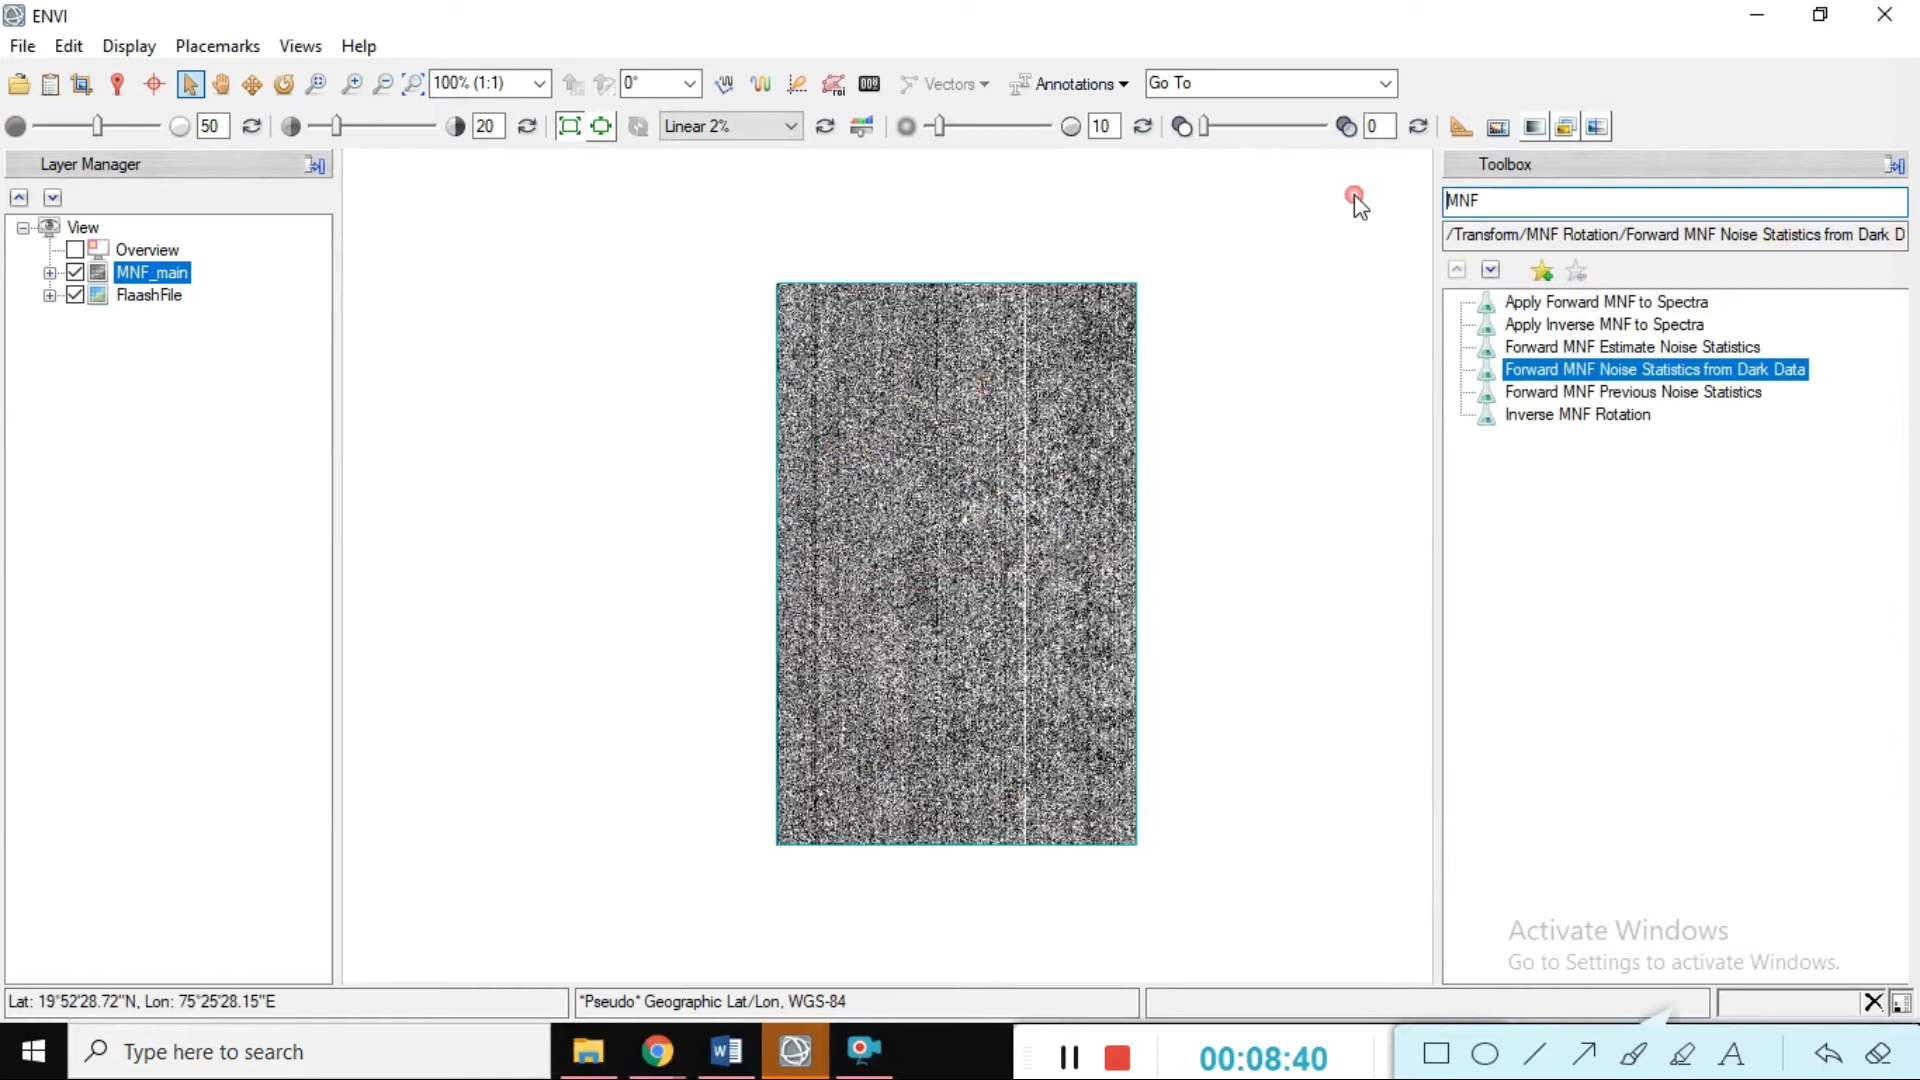 ENVI
File Edit Display Placemarks Views Help
100% (1:1) 0° Vectors Annotations Go To
50 20 Linear 2% 10 0
Layer Manager
View
Overview
MNF_main
FlaashFile
Toolbox
MNF
/Transform/MNF Rotation/Forward MNF Noise Statistics from Dark D
Apply Forward MNF to Spectra
Apply Inverse MNF to Spectra
Forward MNF Estimate Noise Statistics
Forward MNF Noise Statistics from Dark Data
Forward MNF Previous Noise Statistics
Inverse MNF Rotation
Activate Windows
Go to Settings to activate Windows.
Lat: 19°52'28.72"N, Lon: 75°25'28.15"E
*Pseudo* Geographic Lat/Lon, WGS-84
Type here to search
00:08:40